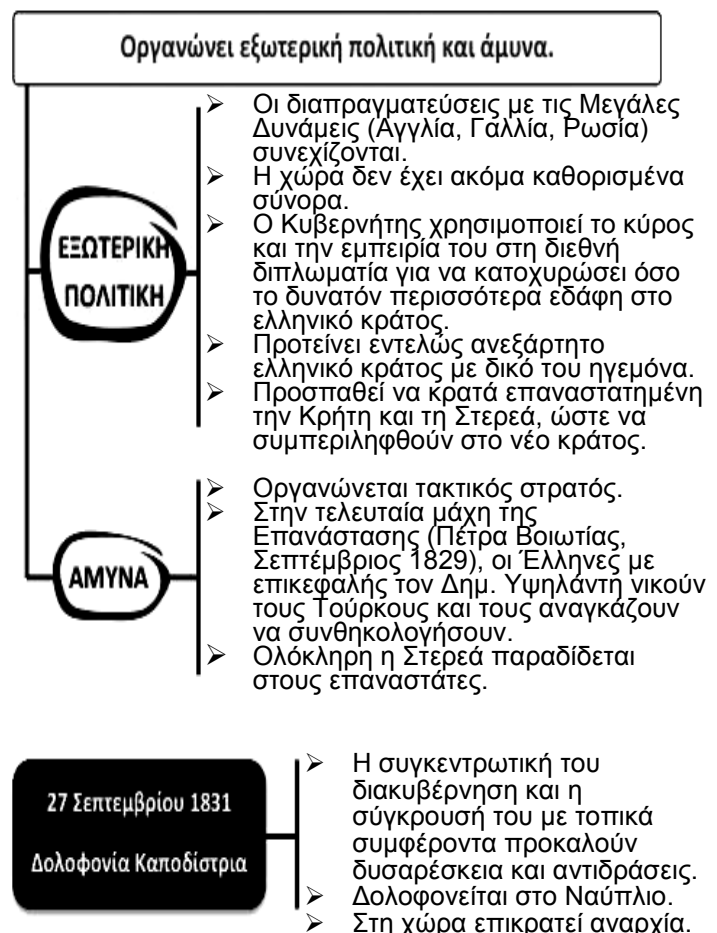 Οργανώνει εξωτερική πολιτική και άμυνα.
ΕΞΩΤΕΡΙΚΗ
ΠΟΛΙΤΙΚΗ
➢ Οι διαπραγματεύσεις με τις Μεγάλες
Δυνάμεις (Αγγλία, Γαλλία, Ρωσία)
συνεχίζονται.
➢ Η χώρα δεν έχει ακόμα καθορισμένα
σύνορα.
➢ Ο Κυβερνήτης χρησιμοποιεί το κύρος
και την εμπειρία του στη διεθνή
διπλωματία για να κατοχυρώσει όσο
το δυνατόν περισσότερα εδάφη στο
ελληνικό κράτος.
➢ Προτείνει εντελώς ανεξάρτητο
ελληνικό κράτος με δικό του ηγεμόνα.
➢ Προσπαθεί να κρατά επαναστατημένη
την Κρήτη και τη Στερεά, ώστε να
συμπεριληφθούν στο νέο κράτος.
ΑΜΥΝΑ
➢ Οργανώνεται τακτικός στρατός.
➢ Στην τελευταία μάχη της
Επανάστασης (Πέτρα Βοιωτίας,
Σεπτέμβριος 1829), οι Έλληνες με
επικεφαλής τον Δημ. Υψηλάντη νικούν
τους Τούρκους και τους αναγκάζουν
να συνθηκολογήσουν.
➢ Ολόκληρη η Στερεά παραδίδεται
στους επαναστάτες.
27 Σεπτεμβρίου 1831
Δολοφονία Καποδίστρια
➢ Η συγκεντρωτική του
διακυβέρνηση και η
σύγκρουσή του με τοπικά
συμφέροντα προκαλούν
δυσαρέσκεια και αντιδράσεις.
➢ Δολοφονείται στο Ναύπλιο.
➢ Στη χώρα επικρατεί αναρχία.